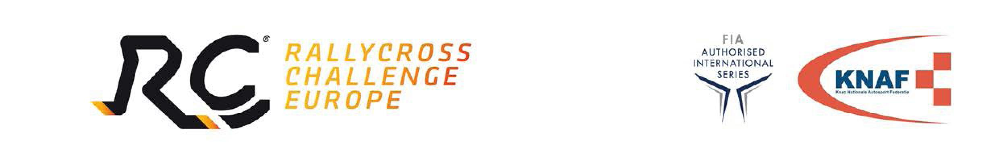 RC®
RALLYCROSS
CHALLENGE
EUROPE
FIA
AUTHORISED
INTERNATIONAL
SERIES
KNAF
Knac Nationale Autosport Federatie